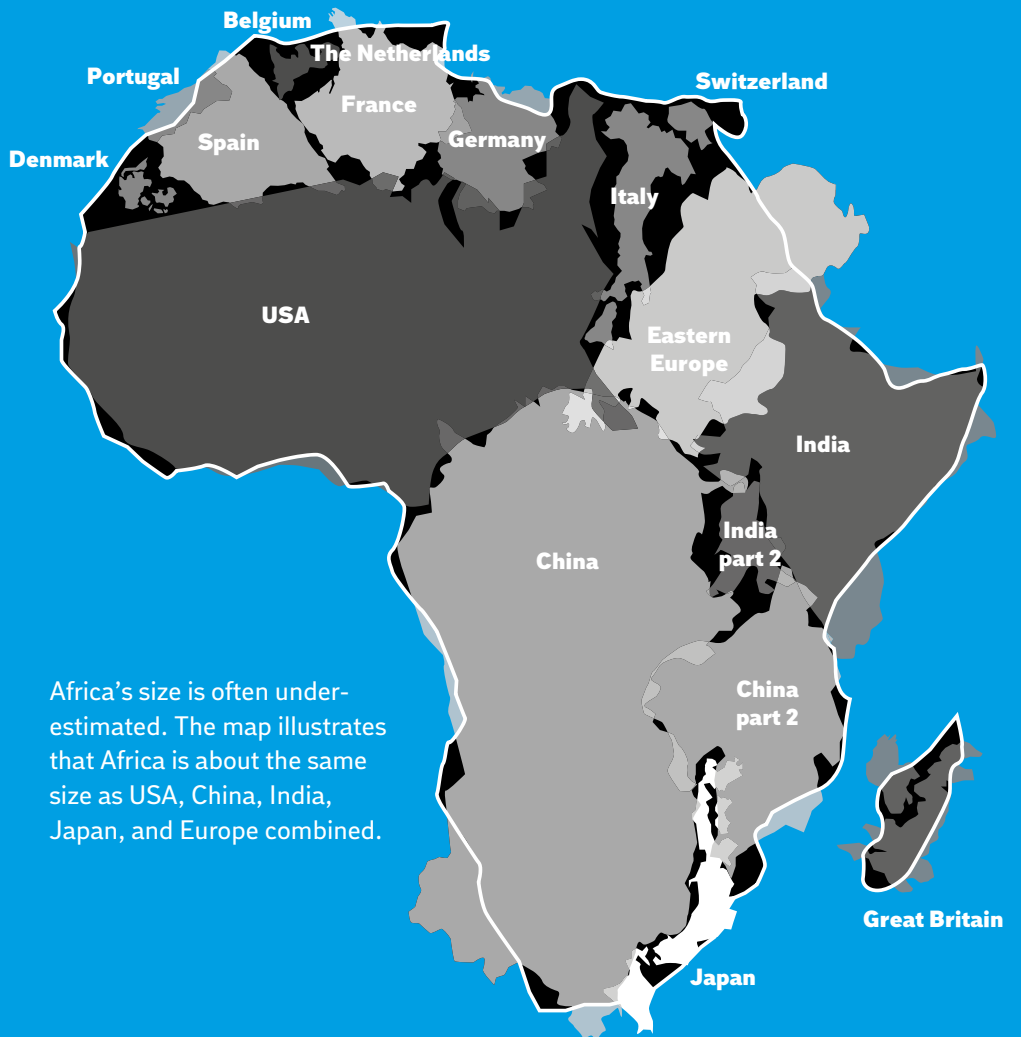 Belgium
The Netherlands
Portugal
Switzerland
France
Spain
Germany
Denmark
Italy
USA
Eastern
Europe
India
India
part 2
China
China
part 2
Africa’s size is often under-
estimated. The map illustrates
that Africa is about the same
size as USA, China, India,
Japan, and Europe combined.
Great Britain
Japan